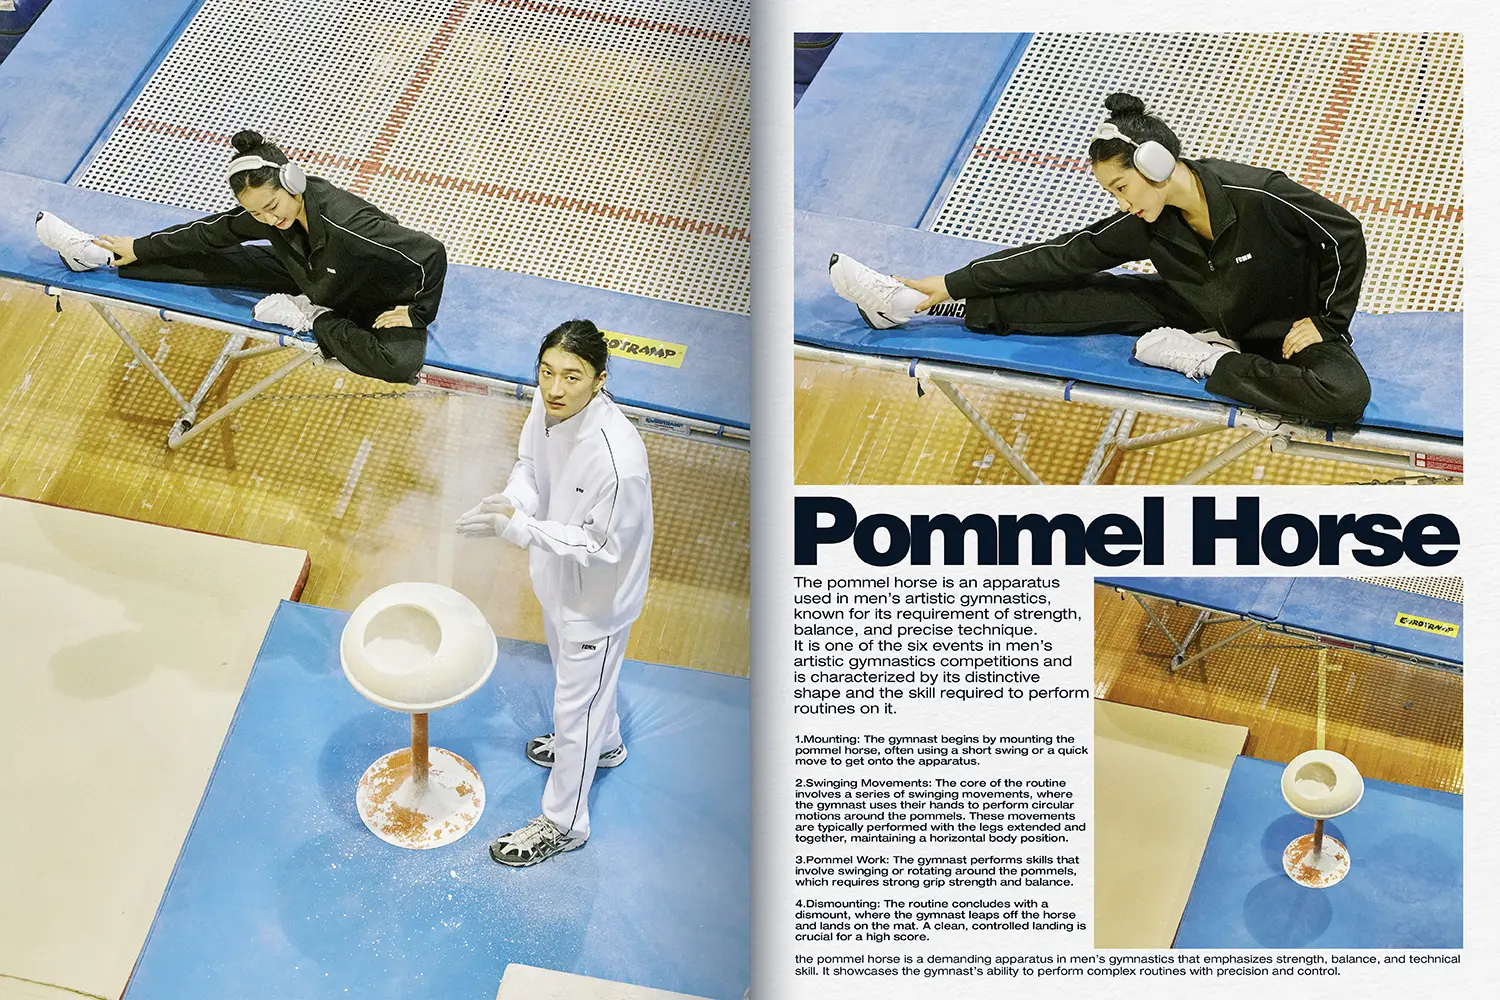 EUROTRAMP
FGMM
FGMM
GMM
FGMM
Pommel Horse
The pommel horse is an apparatus
used in men's artistic gymnastics,
known for its requirement of strength,
balance, and precise technique.
It is one of the six events in men's
artistic gymnastics competitions and
is characterized by its distinctive
shape and the skill required to perform
routines on it.
1.Mounting: The gymnast begins by mounting the
pommel horse, often using a short swing or a quick
move to get onto the apparatus.
2.Swinging Movements: The core of the routine
involves a series of swinging movements, where
the gymnast uses their hands to perform circular
motions around the pommels. These movements
are typically performed with the legs extended and
together, maintaining a horizontal body position.
3.Pommel Work: The gymnast performs skills that
involve swinging or rotating around the pommels,
which requires strong grip strength and balance.
4.Dismounting: The routine concludes with a
dismount, where the gymnast leaps off the horse
and lands on the mat. A clean, controlled landing is
crucial for a high score.
EUROTRAMP
the pommel horse is a demanding apparatus in men's gymnastics that emphasizes strength, balance, and technical
skill. It showcases the gymnast's ability to perform complex routines with precision and control.